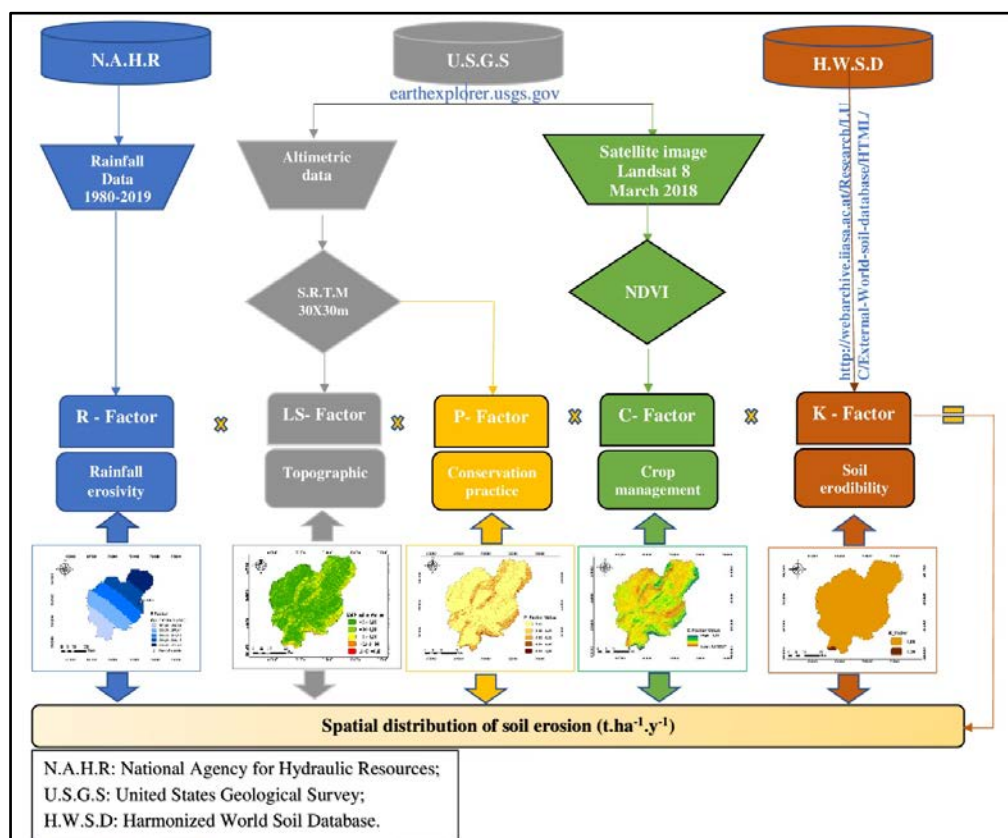 N.A.H.R
U.S.G.S
H.W.S.D
earthexplorer.usgs.gov
http://webarchive.iiasa.ac.at/Research/LU
C/External-World-soil-database/HTML/
Rainfall
Data
1980-2019
Altimetric
data
Satellite image
Landsat 8
March 2018
S.R.T.M
30X30m
NDVI
R - Factor
LS- Factor
P- Factor
C- Factor
K - Factor
Rainfall
erosivity
Topographic
Conservation
practice
Crop
management
Soil
erodibility
Spatial distribution of soil erosion (t.ha⁻¹.y⁻¹)
N.A.H.R: National Agency for Hydraulic Resources;
U.S.G.S: United States Geological Survey;
H.W.S.D: Harmonized World Soil Database.